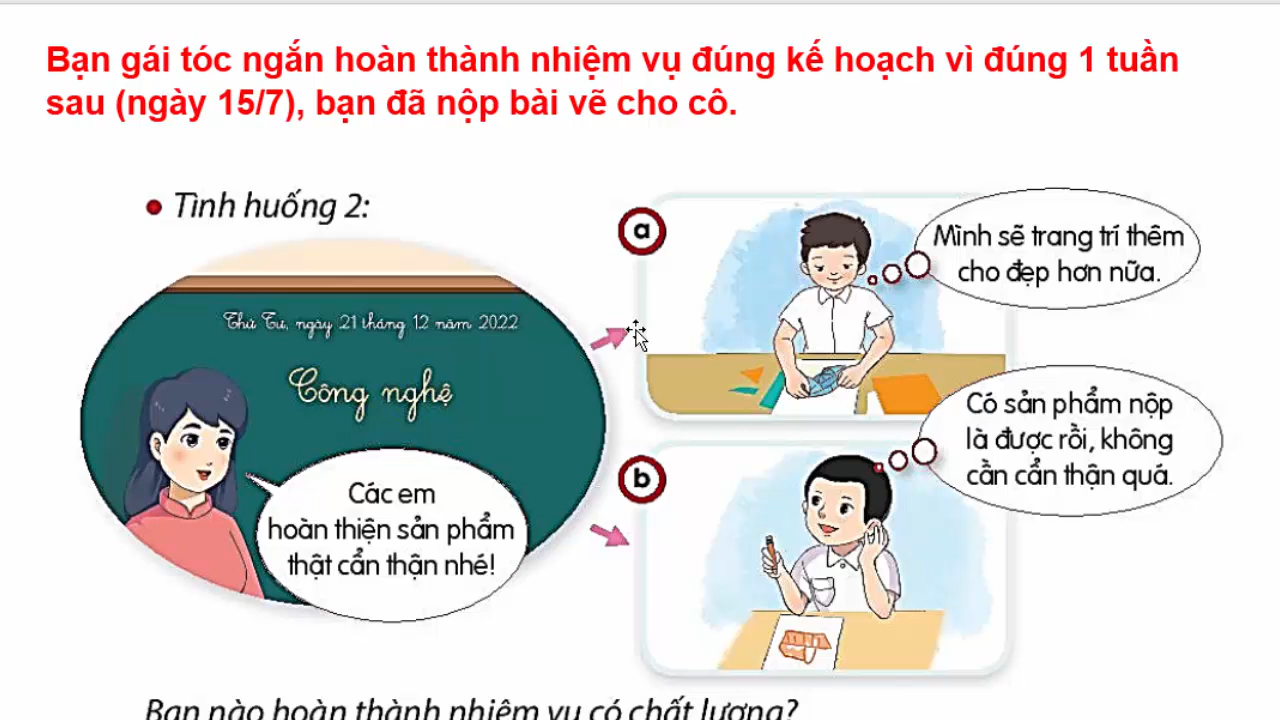 Bạn gái tóc ngắn hoàn thành nhiệm vụ đúng kế hoạch vì đúng 1 tuần
sau (ngày 15/7), bạn đã nộp bài vẽ cho cô.
• Tình huống 2:
Thứ Tư, ngày 21 tháng 12 năm 2022
Công nghệ
Các em
hoàn thiện sản phẩm
thật cẩn thận nhé!
a
Mình sẽ trang trí thêm
cho đẹp hơn nữa.
b
Có sản phẩm nộp
là được rồi, không
cần cẩn thận quá.
Bạn nào hoàn thành nhiệm vụ có chất lượng?